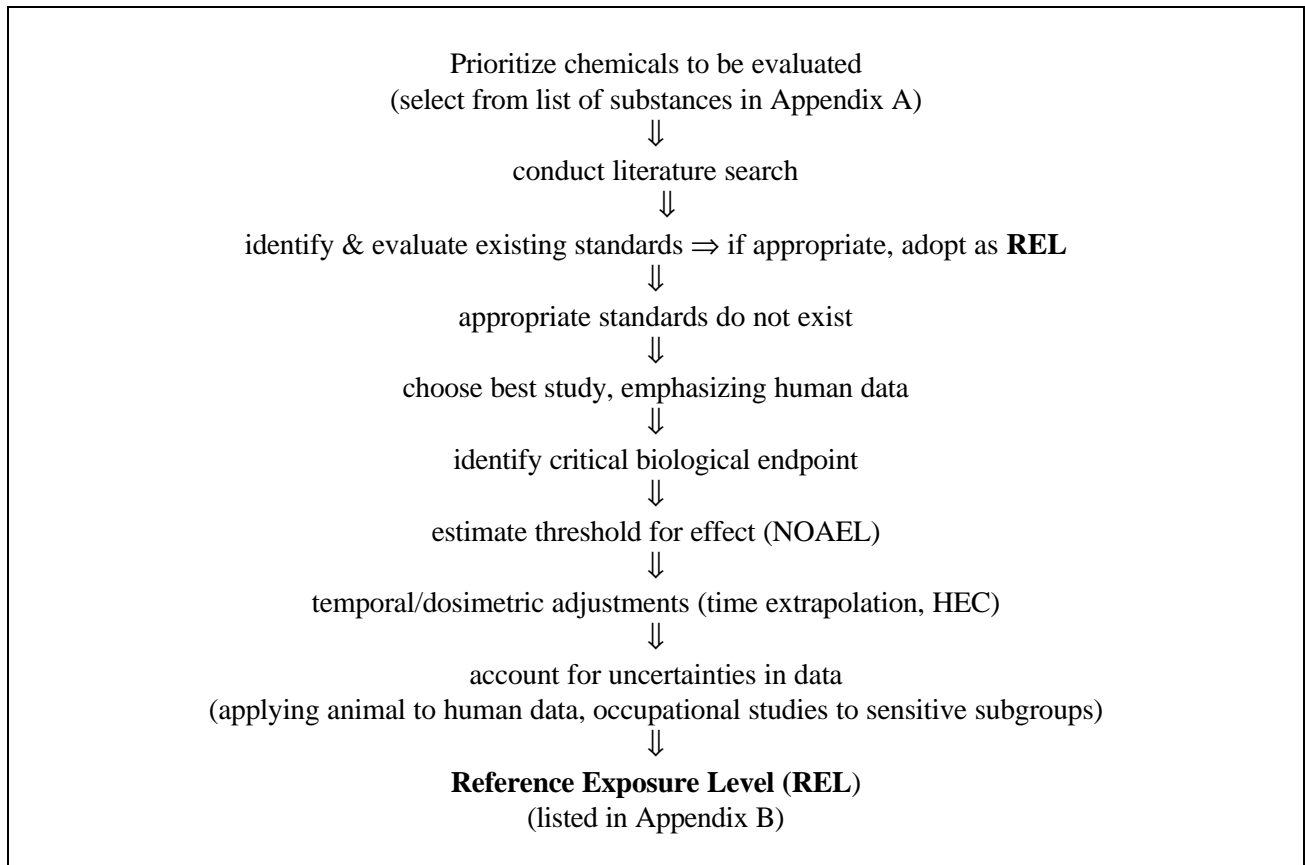 Prioritize chemicals to be evaluated
(select from list of substances in Appendix A)
⇓
conduct literature search
⇓
identify & evaluate existing standards ⇒ if appropriate, adopt as REL
⇓
appropriate standards do not exist
⇓
choose best study, emphasizing human data
⇓
identify critical biological endpoint
⇓
estimate threshold for effect (NOAEL)
⇓
temporal/dosimetric adjustments (time extrapolation, HEC)
⇓
account for uncertainties in data
(applying animal to human data, occupational studies to sensitive subgroups)
⇓
Reference Exposure Level (REL)
(listed in Appendix B)